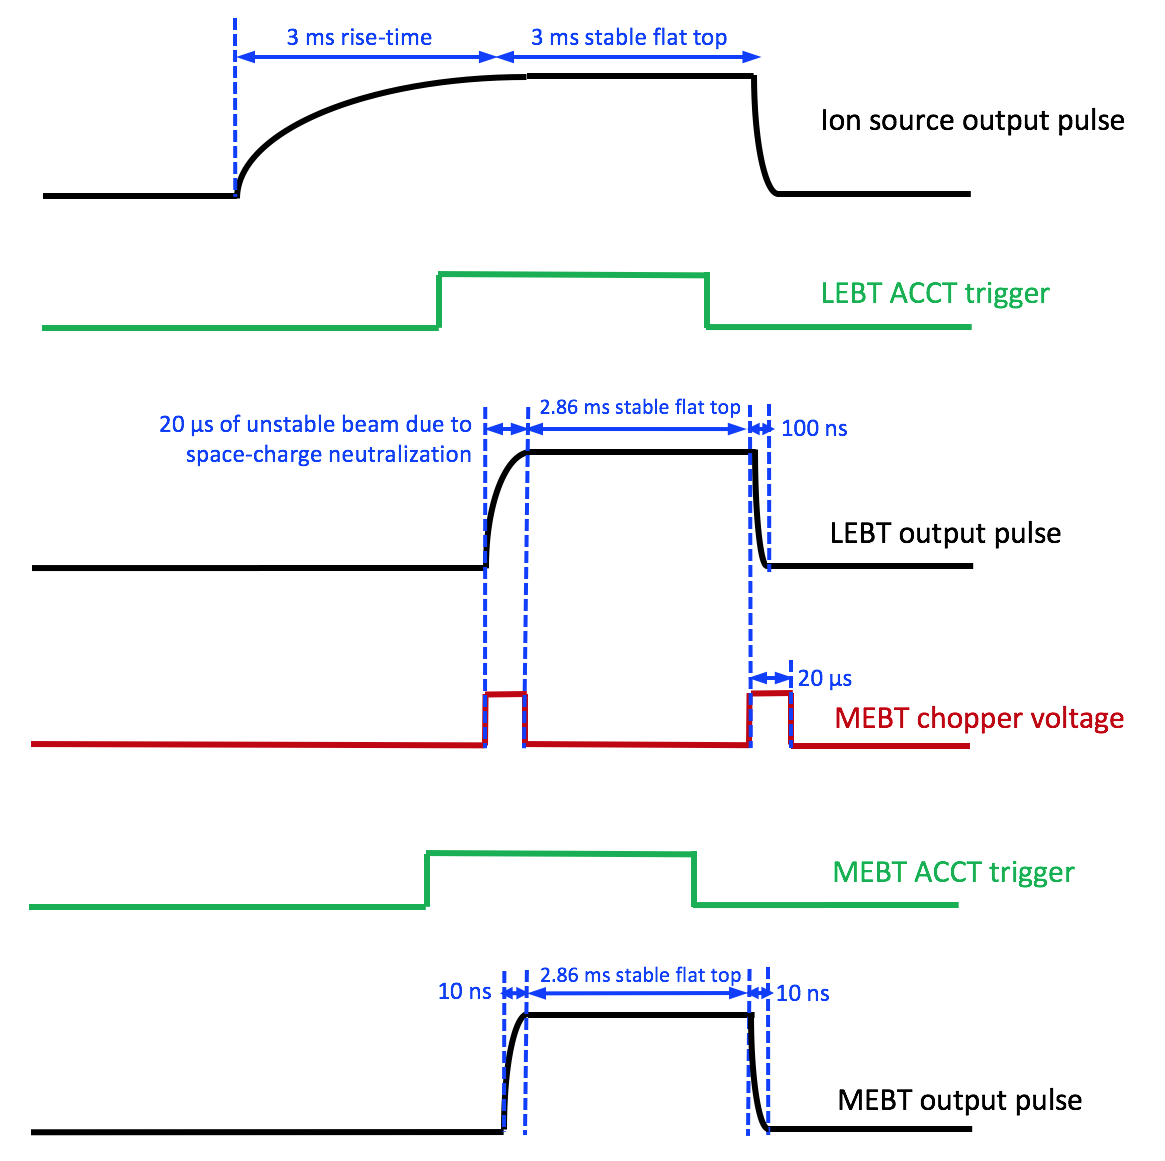 3 ms rise-time
3 ms stable flat top
Ion source output pulse
LEBT ACCT trigger
20 µs of unstable beam due to
space-charge neutralization
2.86 ms stable flat top
100 ns
LEBT output pulse
20 µs
MEBT chopper voltage
MEBT ACCT trigger
10 ns
2.86 ms stable flat top
10 ns
MEBT output pulse